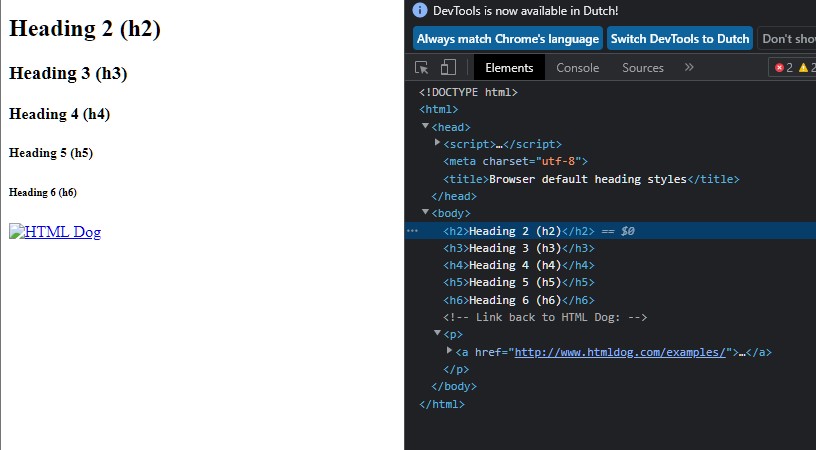 Heading 2 (h2)
Heading 3 (h3)
Heading 4 (h4)
Heading 5 (h5)
Heading 6 (h6)
HTML Dog
DevTools is now available in Dutch!
Always match Chrome's language
Switch DevTools to Dutch
Don't
Elements
Console
Sources
»
2
2
<!DOCTYPE html>
<html>
<head>
<script>…</script>
<meta charset="utf-8">
<title>Browser default heading styles</title>
</head>
<body>
<h2>Heading 2 (h2)</h2> == $0
<h3>Heading 3 (h3)</h3>
<h4>Heading 4 (h4)</h4>
<h5>Heading 5 (h5)</h5>
<h6>Heading 6 (h6)</h6>
<!-- Link back to HTML Dog: -->
<p>
<a href="http://www.htmldog.com/examples/">…</a>
</p>
</body>
</html>